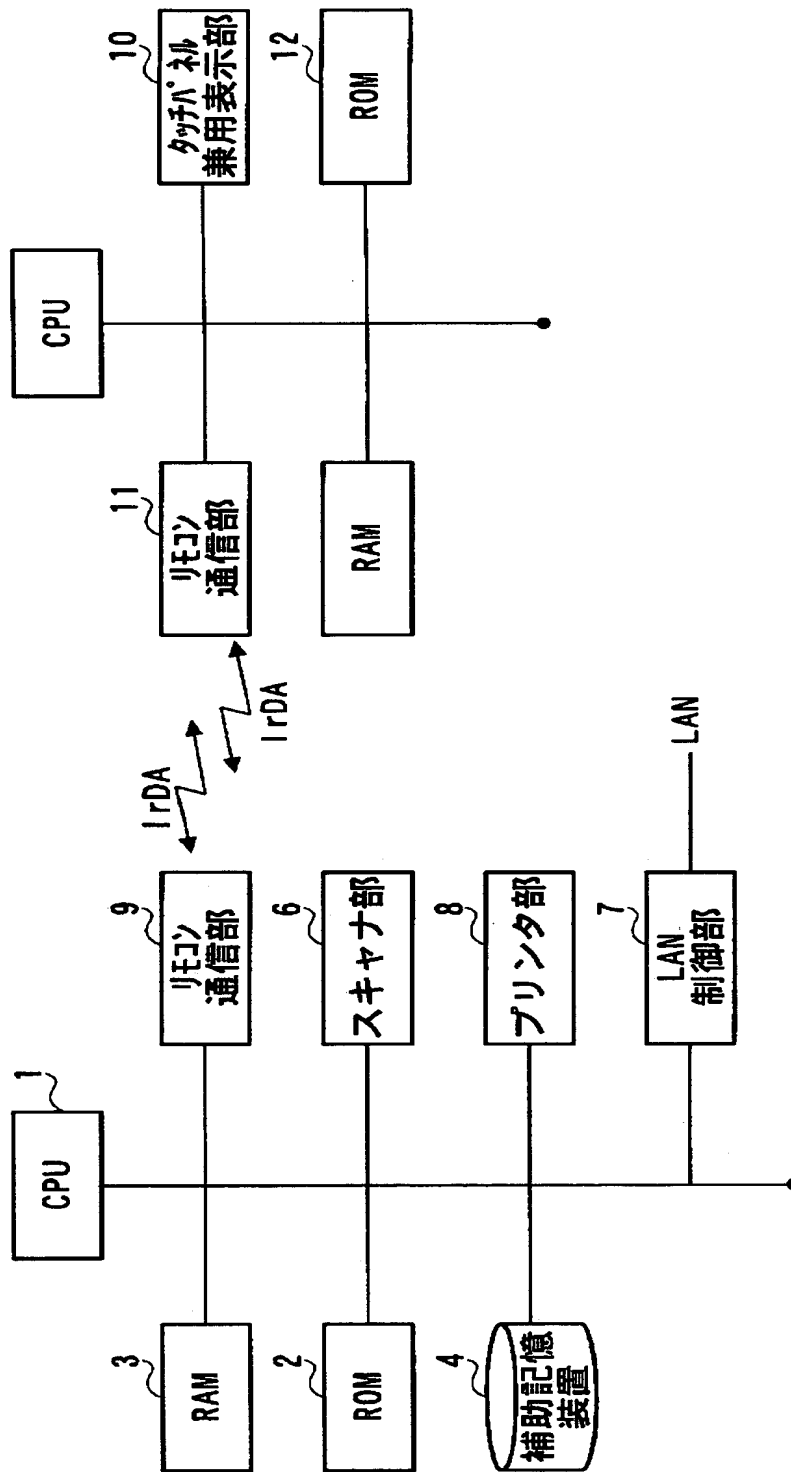 CPU
1
3
RAM
2
ROM
4
補助記憶
装置
9
リモコン
通信部
6
スキャナ部
8
プリンタ部
7
LAN
制御部
LAN
IrDA
IrDA
CPU
11
リモコン
通信部
RAM
10
タッチパネル
兼用表示部
12
ROM